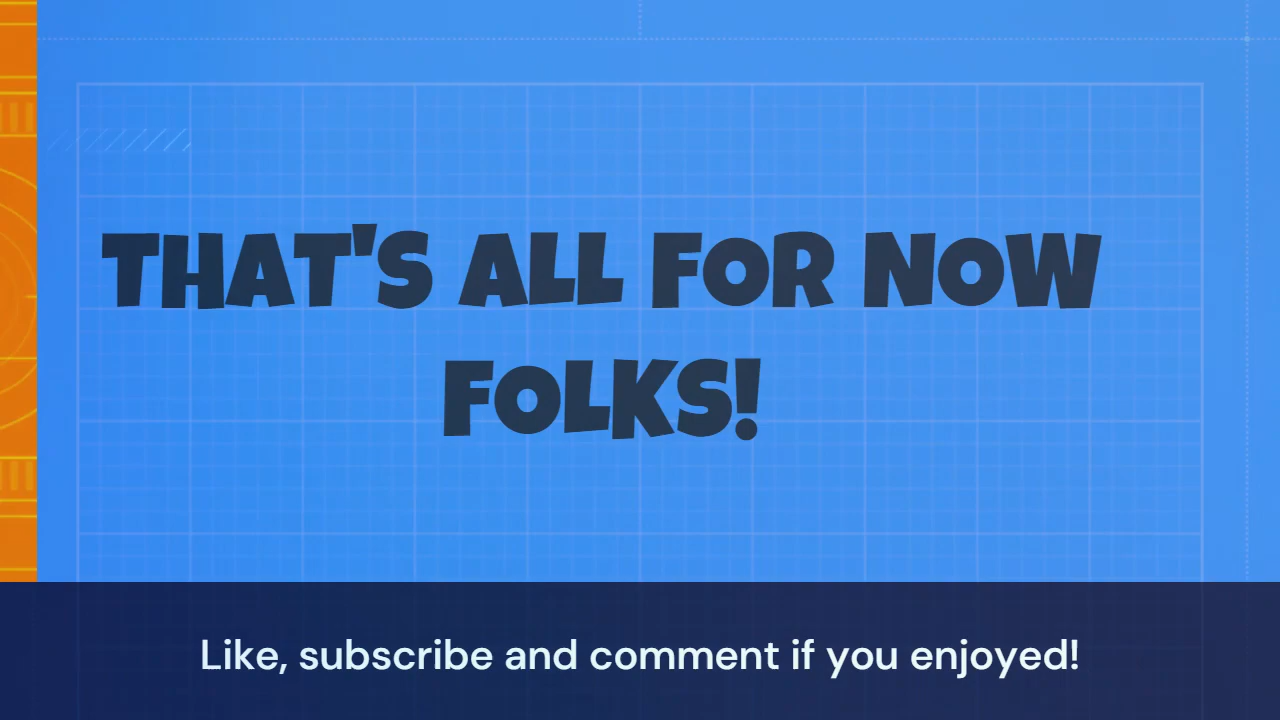 THAT'S ALL FOR NOW
FOLKS!
Like, subscribe and comment if you enjoyed!